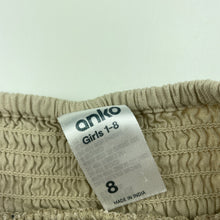 anko
Girls 1-8
8
MADE IN INDIA